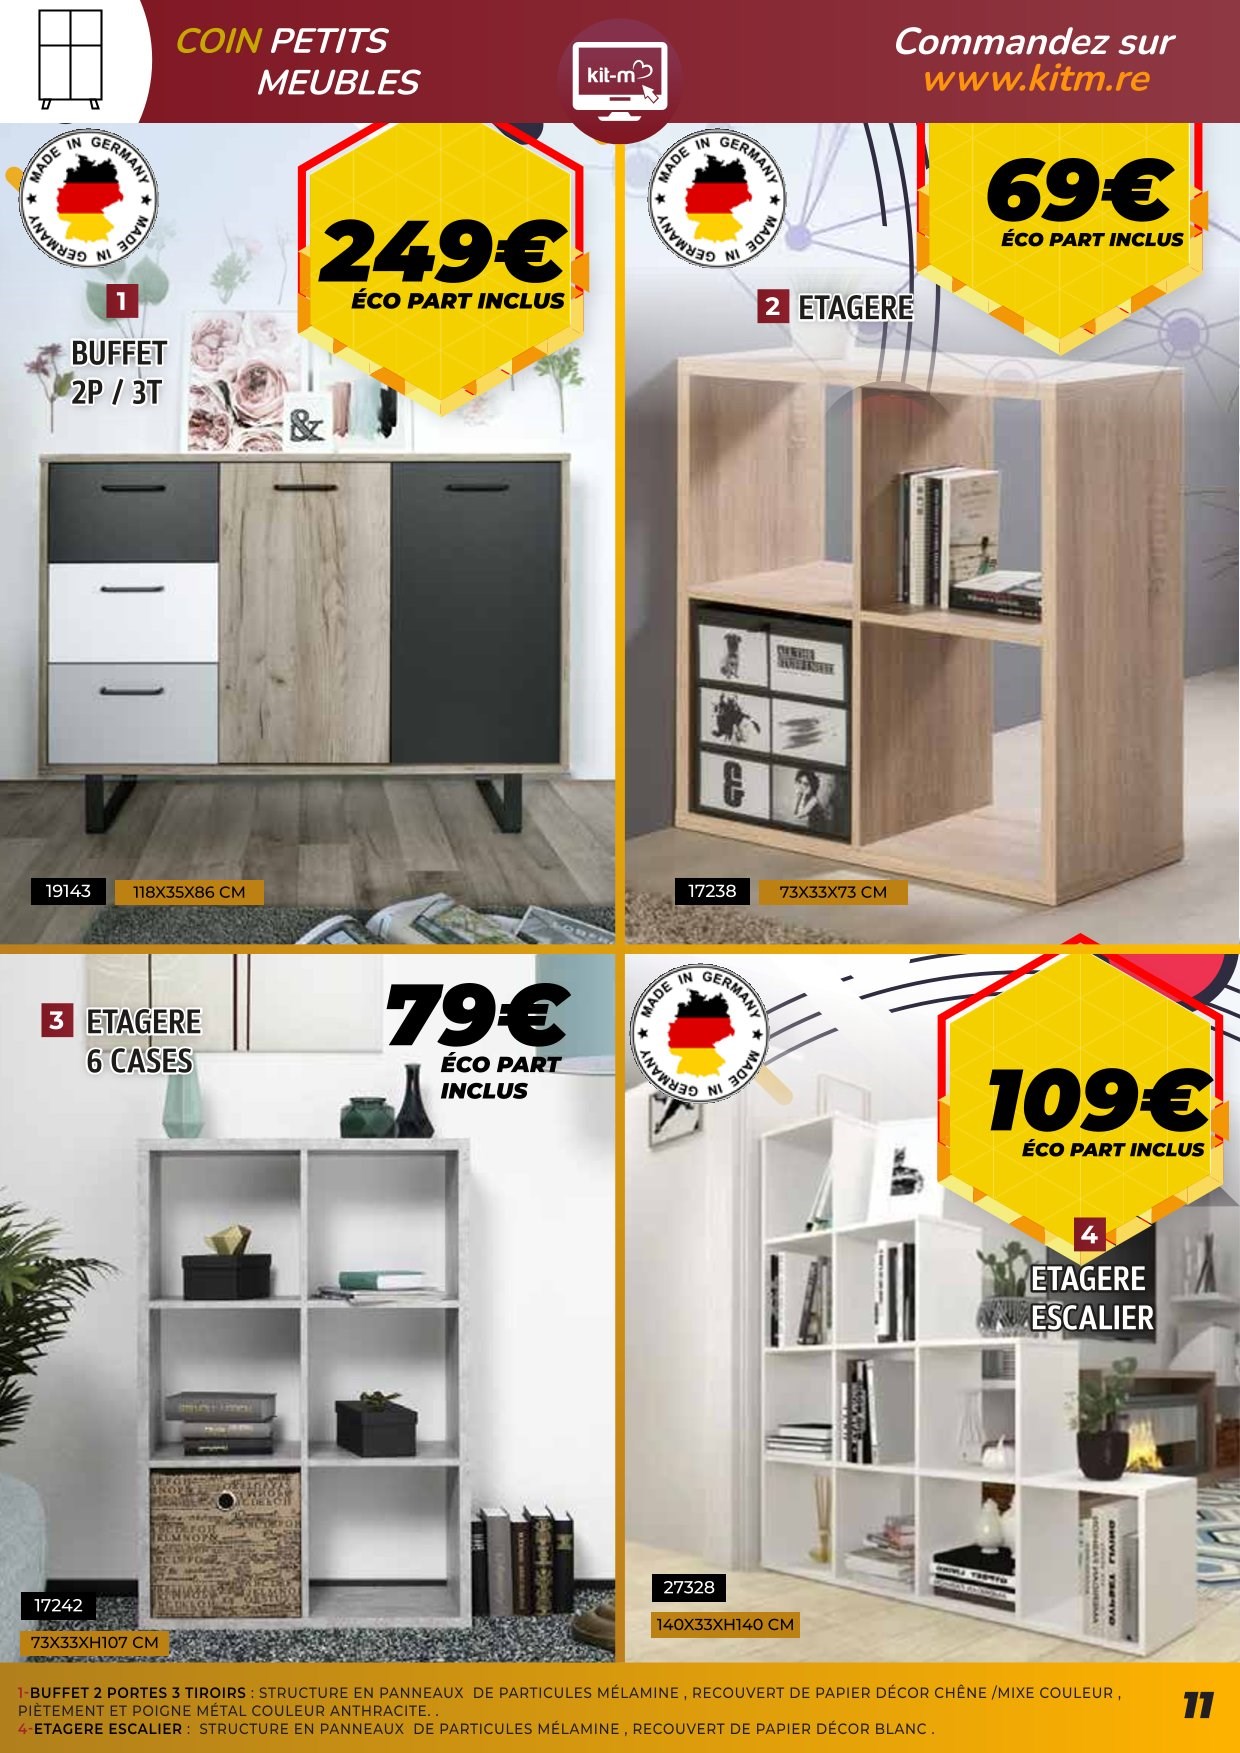 COIN PETITS
MEUBLES
kit-m
Commandez sur
www.kitm.re
MADE IN GERMANY ★ MADE IN GERMANY ★
249€
ÉCO PART INCLUS
1
BUFFET
2P / 3T
&
19143
118X35X86 CM
MADE IN GERMANY ★ MADE IN GERMANY ★
69€
ÉCO PART INCLUS
2 ETAGERE
&
17238
73X33X73 CM
3 ETAGERE
6 CASES
79€
ÉCO PART
INCLUS
17242
73X33XH107 CM
MADE IN GERMANY ★ MADE IN GERMANY ★
109€
ÉCO PART INCLUS
4
ETAGERE
ESCALIER
27328
140X33XH140 CM
1-BUFFET 2 PORTES 3 TIROIRS : STRUCTURE EN PANNEAUX DE PARTICULES MÉLAMINE , RECOUVERT DE PAPIER DÉCOR CHÊNE /MIXE COULEUR ,
PIÈTEMENT ET POIGNE MÉTAL COULEUR ANTHRACITE. .
4-ETAGERE ESCALIER : STRUCTURE EN PANNEAUX DE PARTICULES MÉLAMINE , RECOUVERT DE PAPIER DÉCOR BLANC .
11